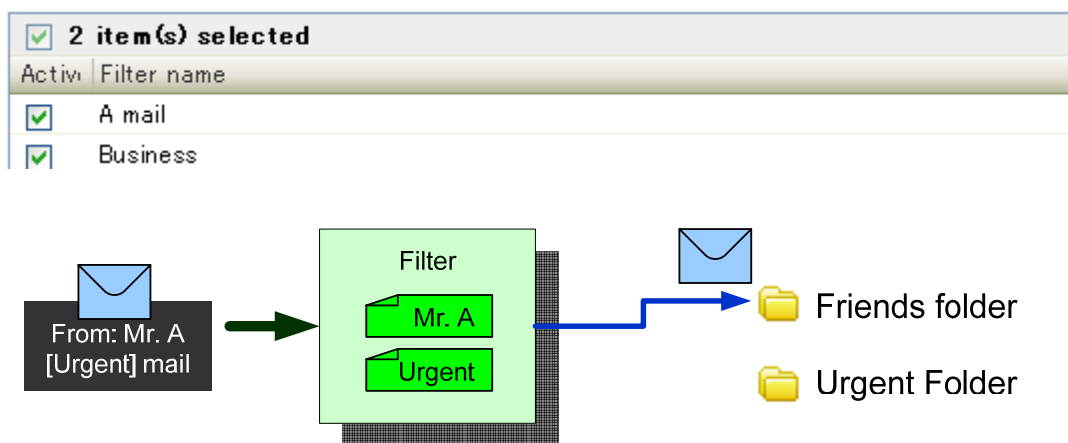 2 item(s) selected
Activ Filter name
A mail
Business
Filter
Mr. A
Urgent
From: Mr. A
[Urgent] mail
Friends folder
Urgent Folder